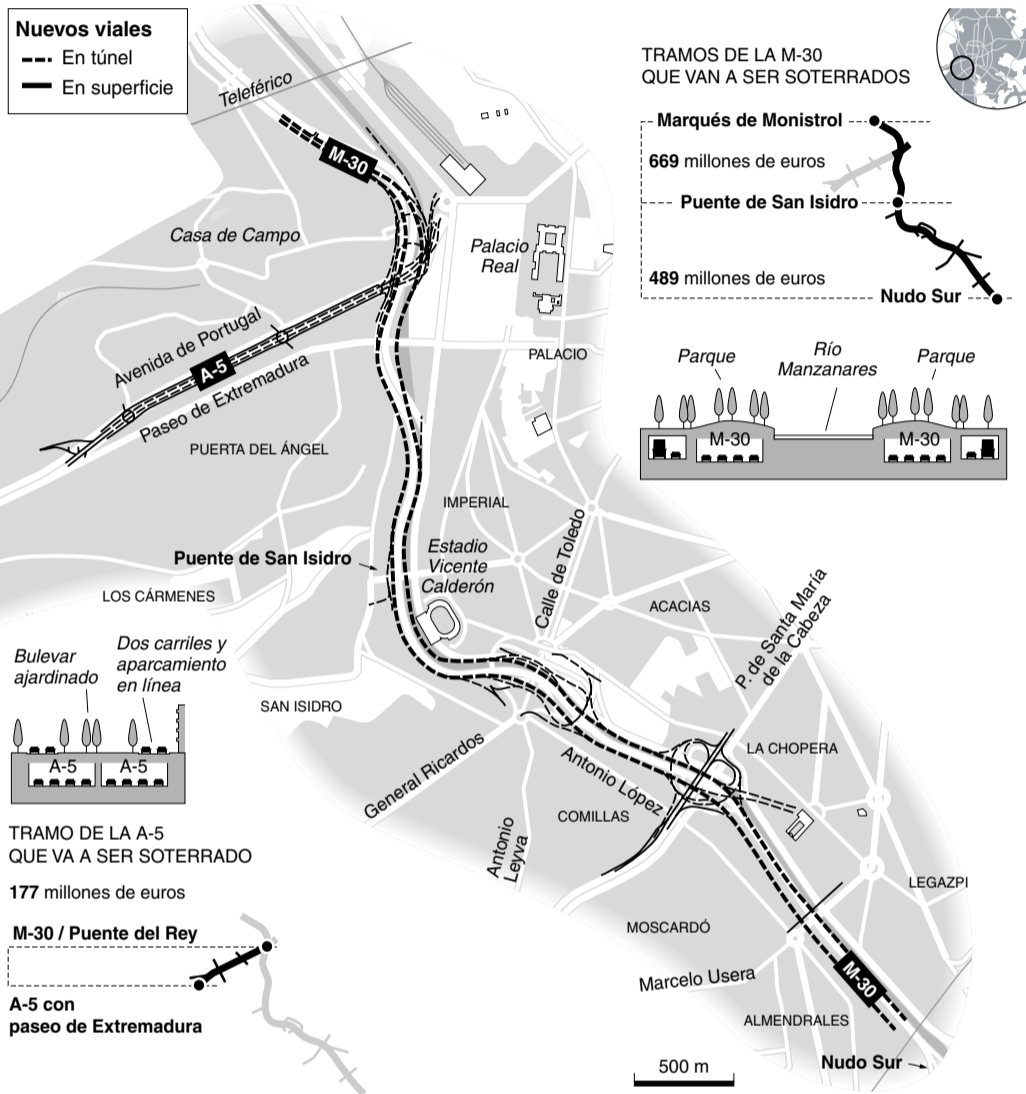 Nuevos viales
En túnel
En superficie
Teleférico
M-30
Casa de Campo
Palacio
Real
Avenida de Portugal
A-5
Paseo de Extremadura
PALACIO
PUERTA DEL ÁNGEL
IMPERIAL
Puente de San Isidro
Estadio
Vicente
Calderón
Calle de Toledo
LOS CÁRMENES
ACACIAS
P. de Santa María
de la Cabeza
SAN ISIDRO
General Ricardos
Antonio López
LA CHOPERA
COMILLAS
Antonio
Leyva
LEGAZPI
MOSCARDÓ
Marcelo Usera
M-30
ALMENDRALES
Nudo Sur
500 m
TRAMOS DE LA M-30
QUE VAN A SER SOTERRADOS
Marqués de Monistrol
669 millones de euros
Puente de San Isidro
489 millones de euros
Nudo Sur
Parque
Río
Manzanares
Parque
M-30
M-30
Bulevar
ajardinado
Dos carriles y
aparcamiento
en línea
A-5
A-5
TRAMO DE LA A-5
QUE VA A SER SOTERRADO
177 millones de euros
M-30 / Puente del Rey
A-5 con
paseo de Extremadura